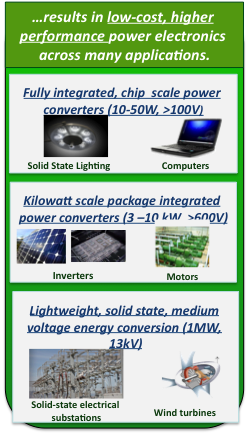 ...results in low-cost, higher
performance power electronics
across many applications.
Fully integrated, chip scale power
converters (10-50W, >100V)
Solid State Lighting
Computers
Kilowatt scale package integrated
power converters (3 –10 kW, >600V)
Inverters
Motors
Lightweight, solid state, medium
voltage energy conversion (1MW,
13kV)
Solid-state electrical
substations
Wind turbines